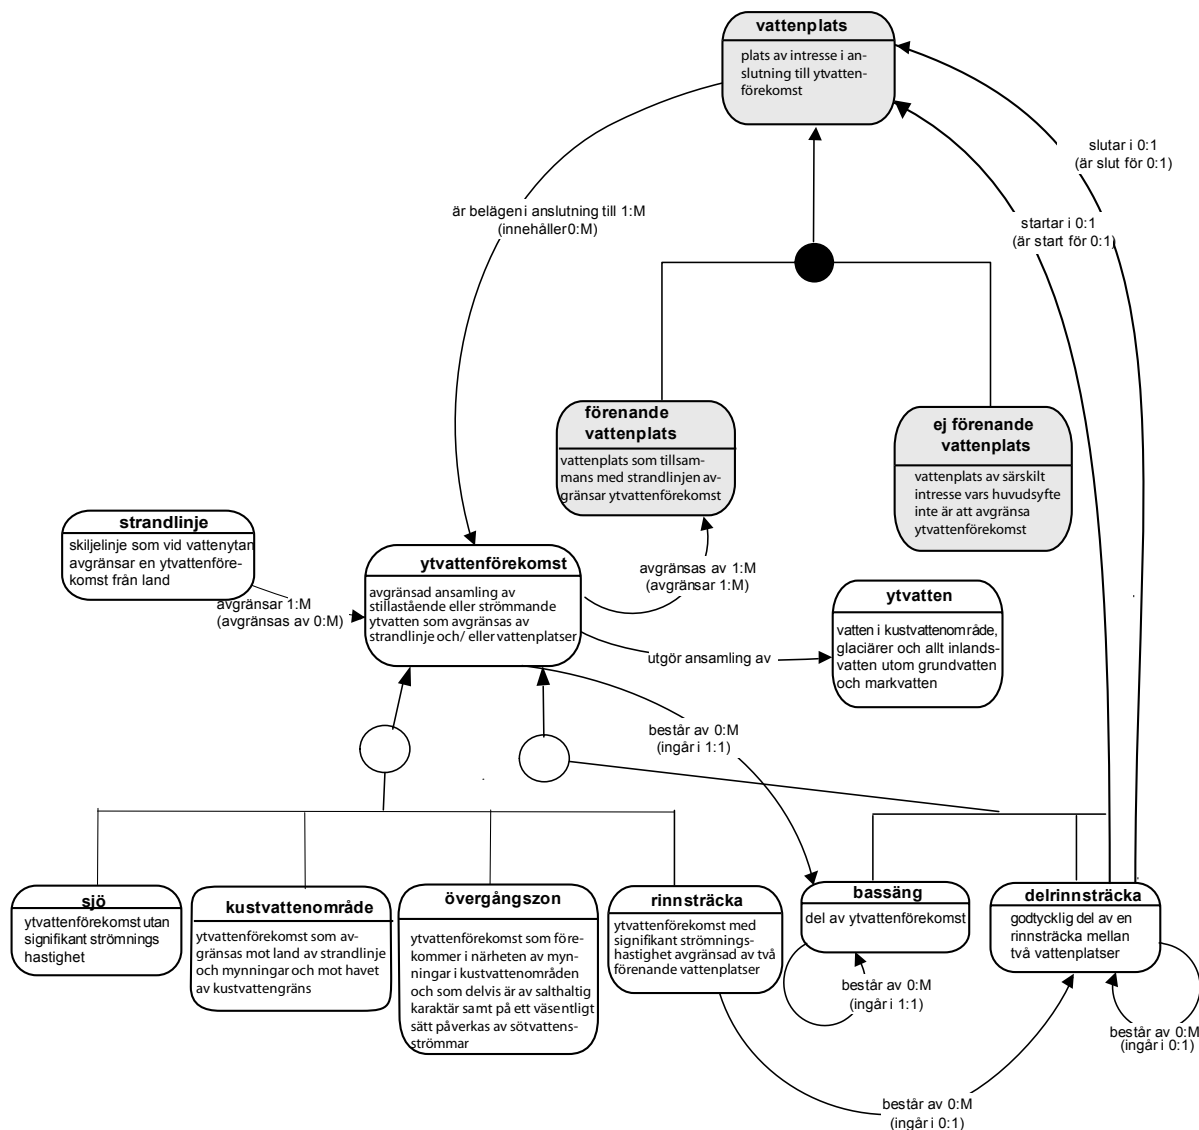 vattenplats
plats av intresse i an-
slutning till ytvatten-
förekomst
slutar i 0:1
(är slut för 0:1)
är belägen i anslutning till 1:M
(innehåller 0:M)
startar i 0:1
(är start för 0:1)
förenande
vattenplats
vattenplats som tillsam-
mans med strandlinjen av-
gränsar ytvattenförekomst
ej förenande
vattenplats
vattenplats av särskilt
intresse vars huvudsyfte
inte är att avgränsa
ytvattenförekomst
strandlinje
skiljelinje som vid vattenytan
avgränsar en ytvattenföre-
komst från land
avgränsar 1:M
(avgränsas av 0:M)
ytvattenförekomst
avgränsad ansamling av
stillastående eller strömmande
ytvatten som avgränsas av
strandlinje och/ eller vattenplatser
avgränsas av 1:M
(avgränsar 1:M)
ytvatten
vatten i kustvattenområde,
glaciärer och allt inlands-
vatten utom grundvatten
och markvatten
utgör ansamling av
består av 0:M
(ingår i 1:1)
sjö
ytvattenförekomst utan
signifikant strömnings
hastighet
kustvattenområde
ytvattenförekomst som av-
gränsas mot land av strandlinje
och mynningar och mot havet
av kustvattengräns
övergångszon
ytvattenförekomst som före-
kommer i närheten av myn-
ningar i kustvattenområden
och som delvis är av salthaltig
karaktär samt på ett väsentligt
sätt påverkas av sötvattens-
strömmar
rinnsträcka
ytvattenförekomst med
signifikant strömnings-
hastighet avgränsad av två
förenande vattenplatser
bassäng
del av ytvattenförekomst
består av 0:M
(ingår i 1:1)
delrinnsträcka
godtycklig del av en
rinnsträcka mellan
två vattenplatser
består av 0:M
(ingår i 0:1)
består av 0:M
(ingår i 0:1)